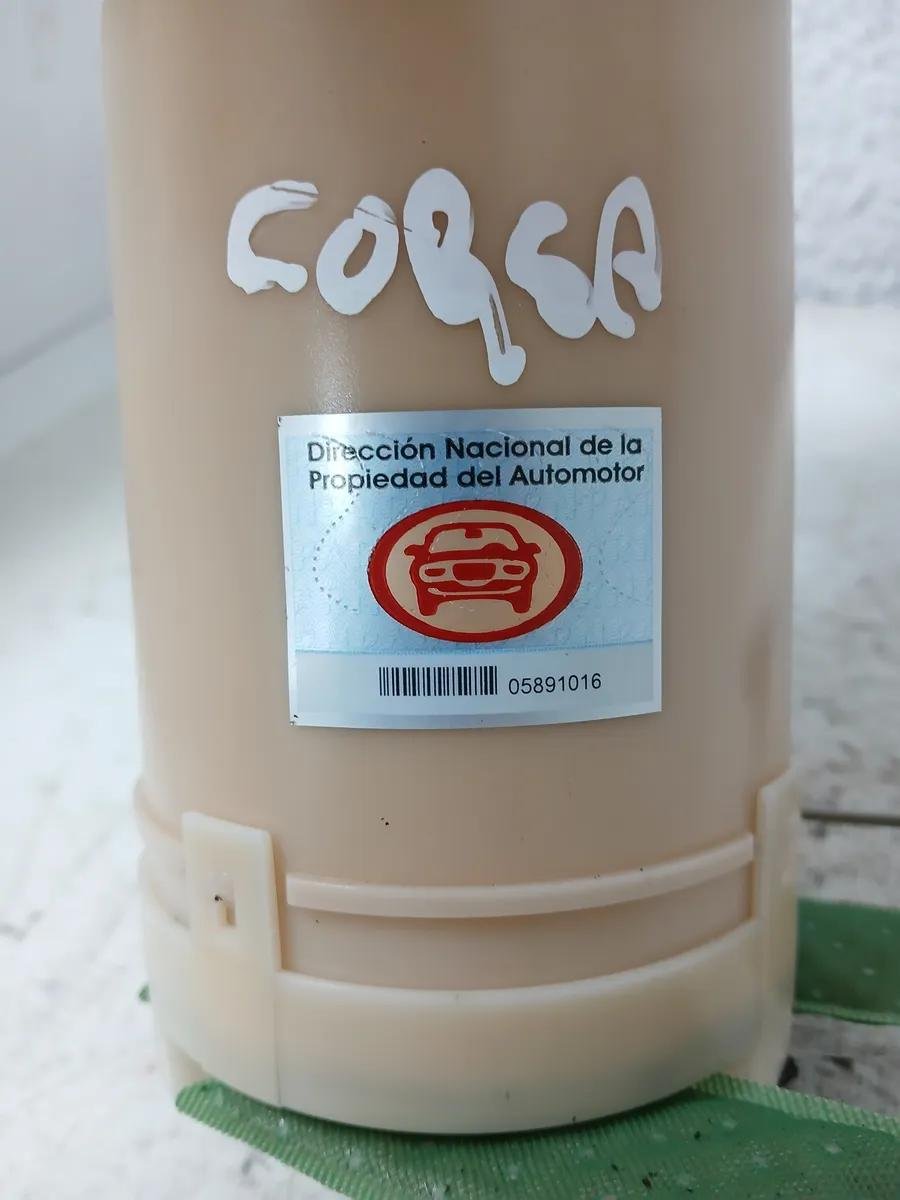 CORSA
Dirección Nacional de la
Propiedad del Automotor
05891016